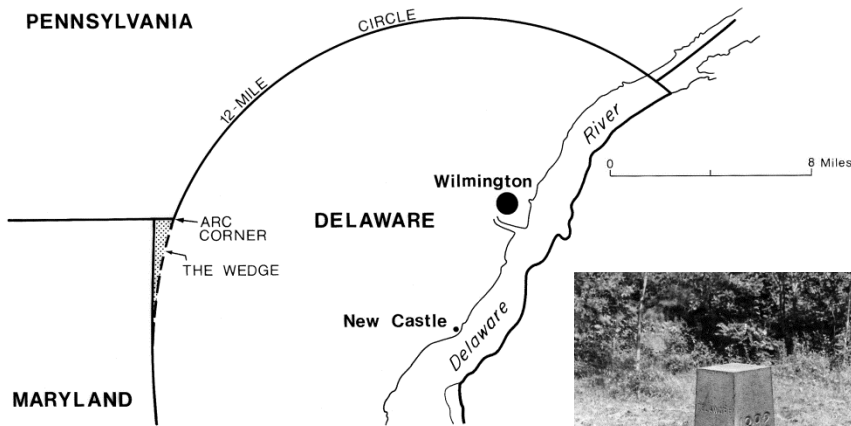 PENNSYLVANIA
CIRCLE
12-MILE
River
0 8 Miles
Wilmington
ARC
CORNER
DELAWARE
THE WEDGE
New Castle
Delaware
MARYLAND